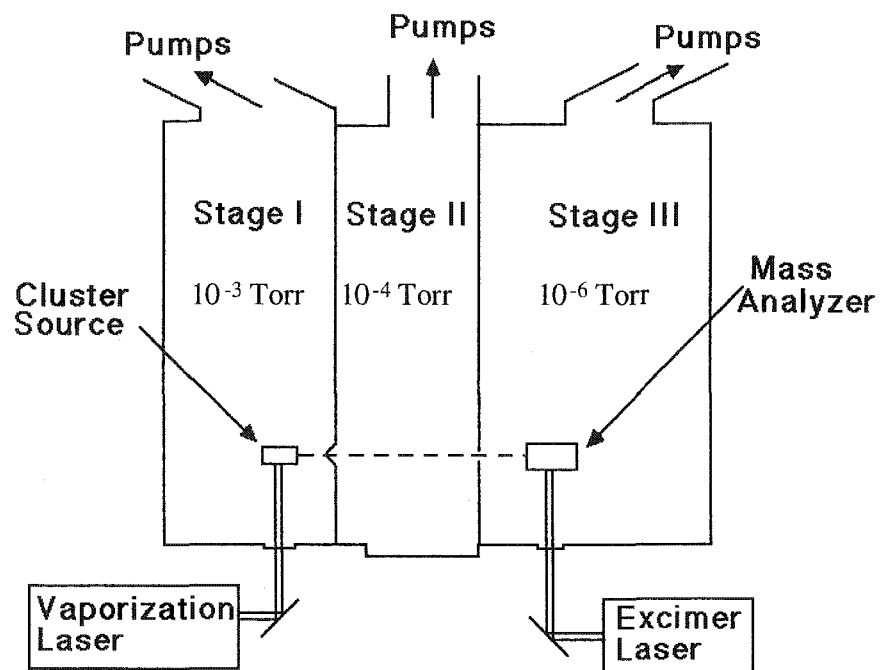 Pumps
Pumps
Pumps
Stage I
Stage II
Stage III
10⁻³ Torr
10⁻⁴ Torr
10⁻⁶ Torr
Cluster
Source
Mass
Analyzer
Vaporization
Laser
Excimer
Laser